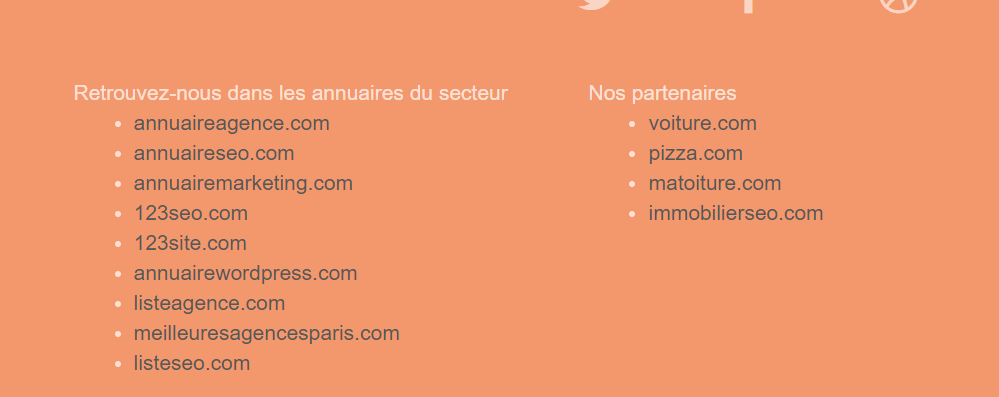 Retrouvez-nous dans les annuaires du secteur
annuaireagence.com
annuaireseo.com
annuairemarketing.com
123seo.com
123site.com
annuairewordpress.com
listeagence.com
meilleuresagencesparis.com
listeseo.com
Nos partenaires
voiture.com
pizza.com
matoiture.com
immobilierseo.com